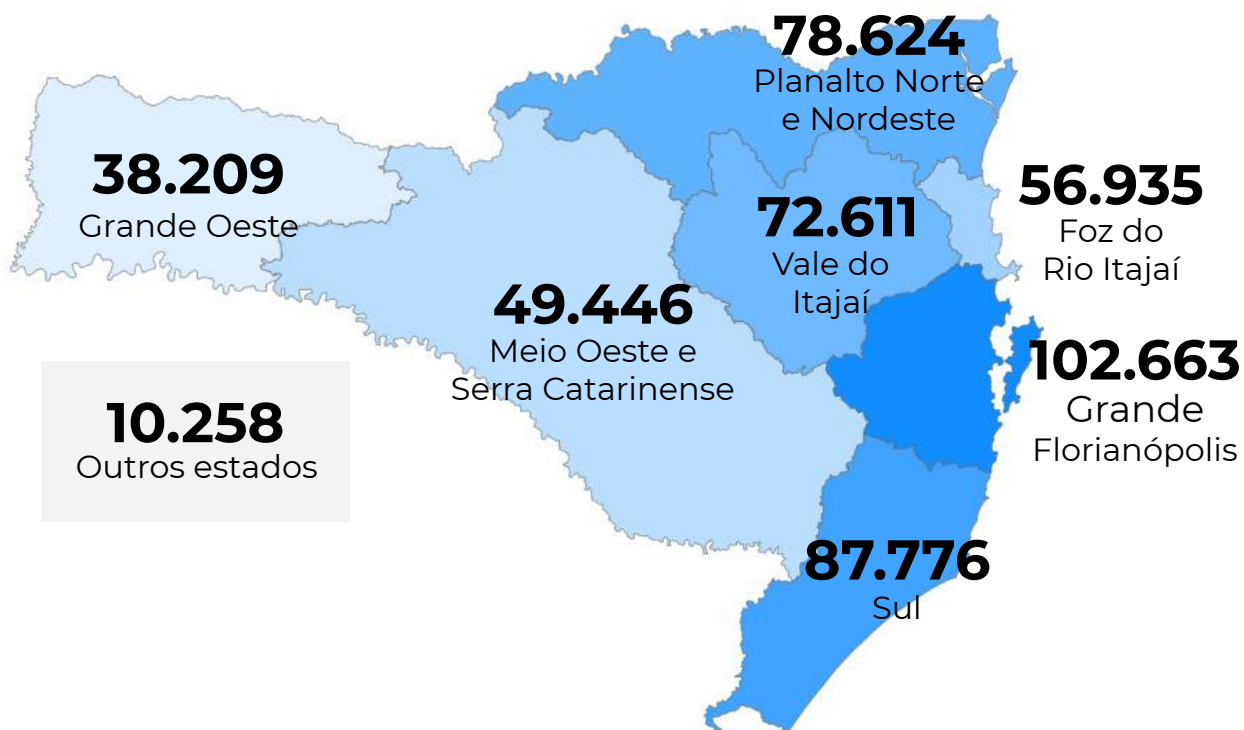 78.624
Planalto Norte
e Nordeste
38.209
Grande Oeste
56.935
Foz do
Rio Itajaí
72.611
Vale do
Itajaí
49.446
Meio Oeste e
Serra Catarinense
102.663
Grande
Florianópolis
10.258
Outros estados
87.776
Sul